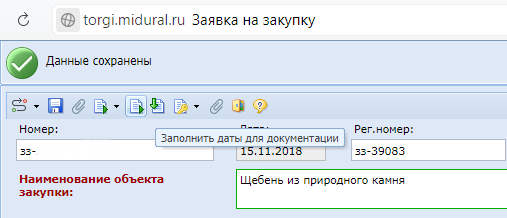 torgi.midural.ru Заявка на закупку
Данные сохранены
Заполнить даты для документации
Номер: Рег.номер:
зз- 15.11.2018 зз-39083
Наименование объекта Щебень из природного камня
закупки: